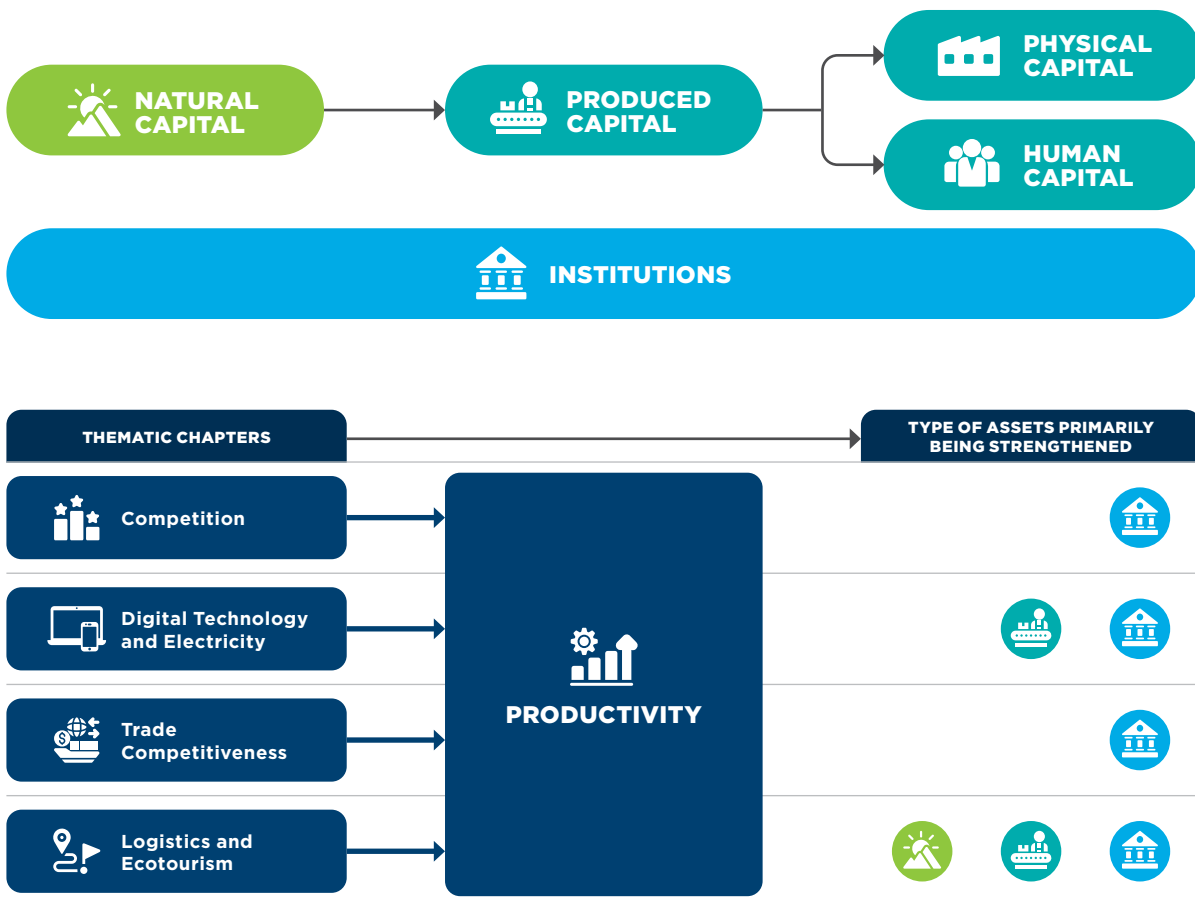 NATURAL
CAPITAL
PRODUCED
CAPITAL
PHYSICAL
CAPITAL
HUMAN
CAPITAL
INSTITUTIONS
THEMATIC CHAPTERS
TYPE OF ASSETS PRIMARILY
BEING STRENGTHENED
Competition
Digital Technology
and Electricity
Trade
Competitiveness
Logistics and
Ecotourism
PRODUCTIVITY